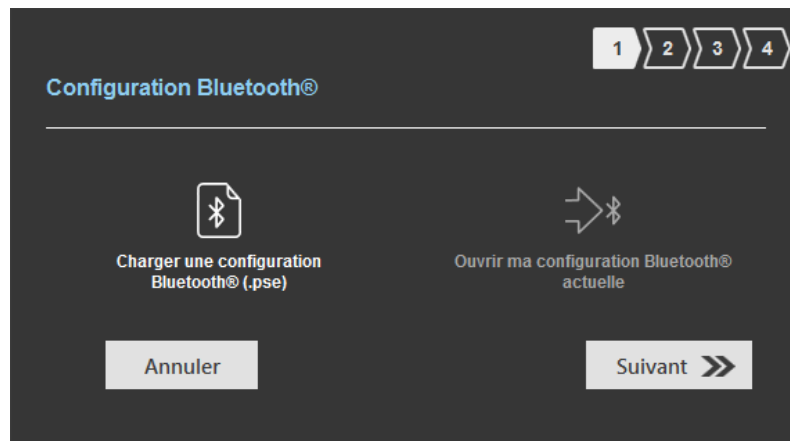 1 2 3 4
Configuration Bluetooth®
Charger une configuration
Bluetooth® (.pse)
Ouvrir ma configuration Bluetooth®
actuelle
Annuler
Suivant